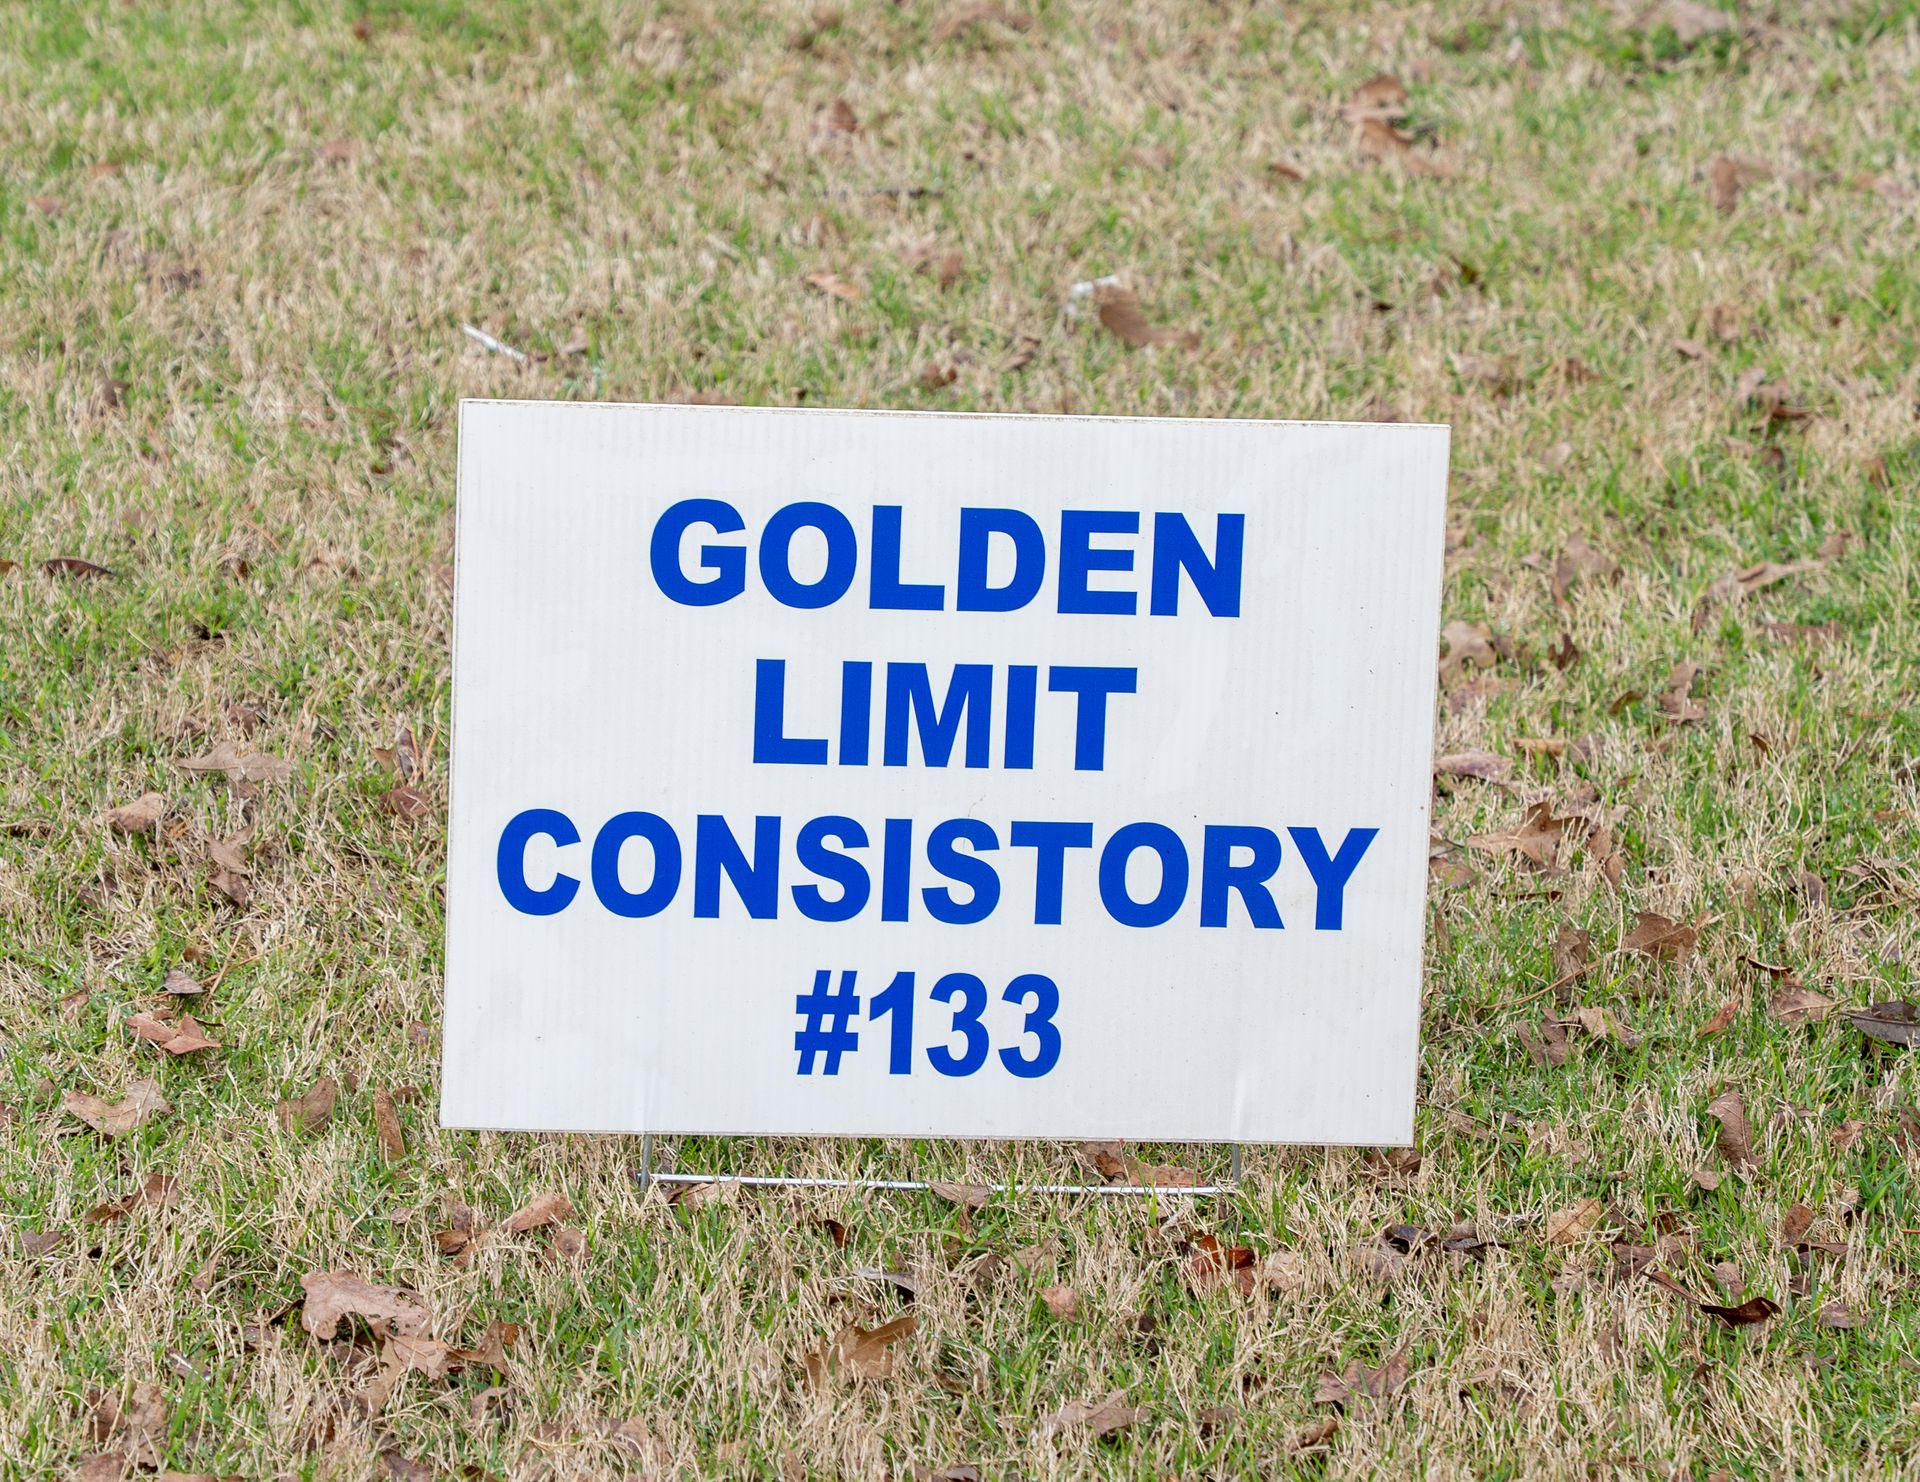 GOLDEN
LIMIT
CONSISTORY
#133